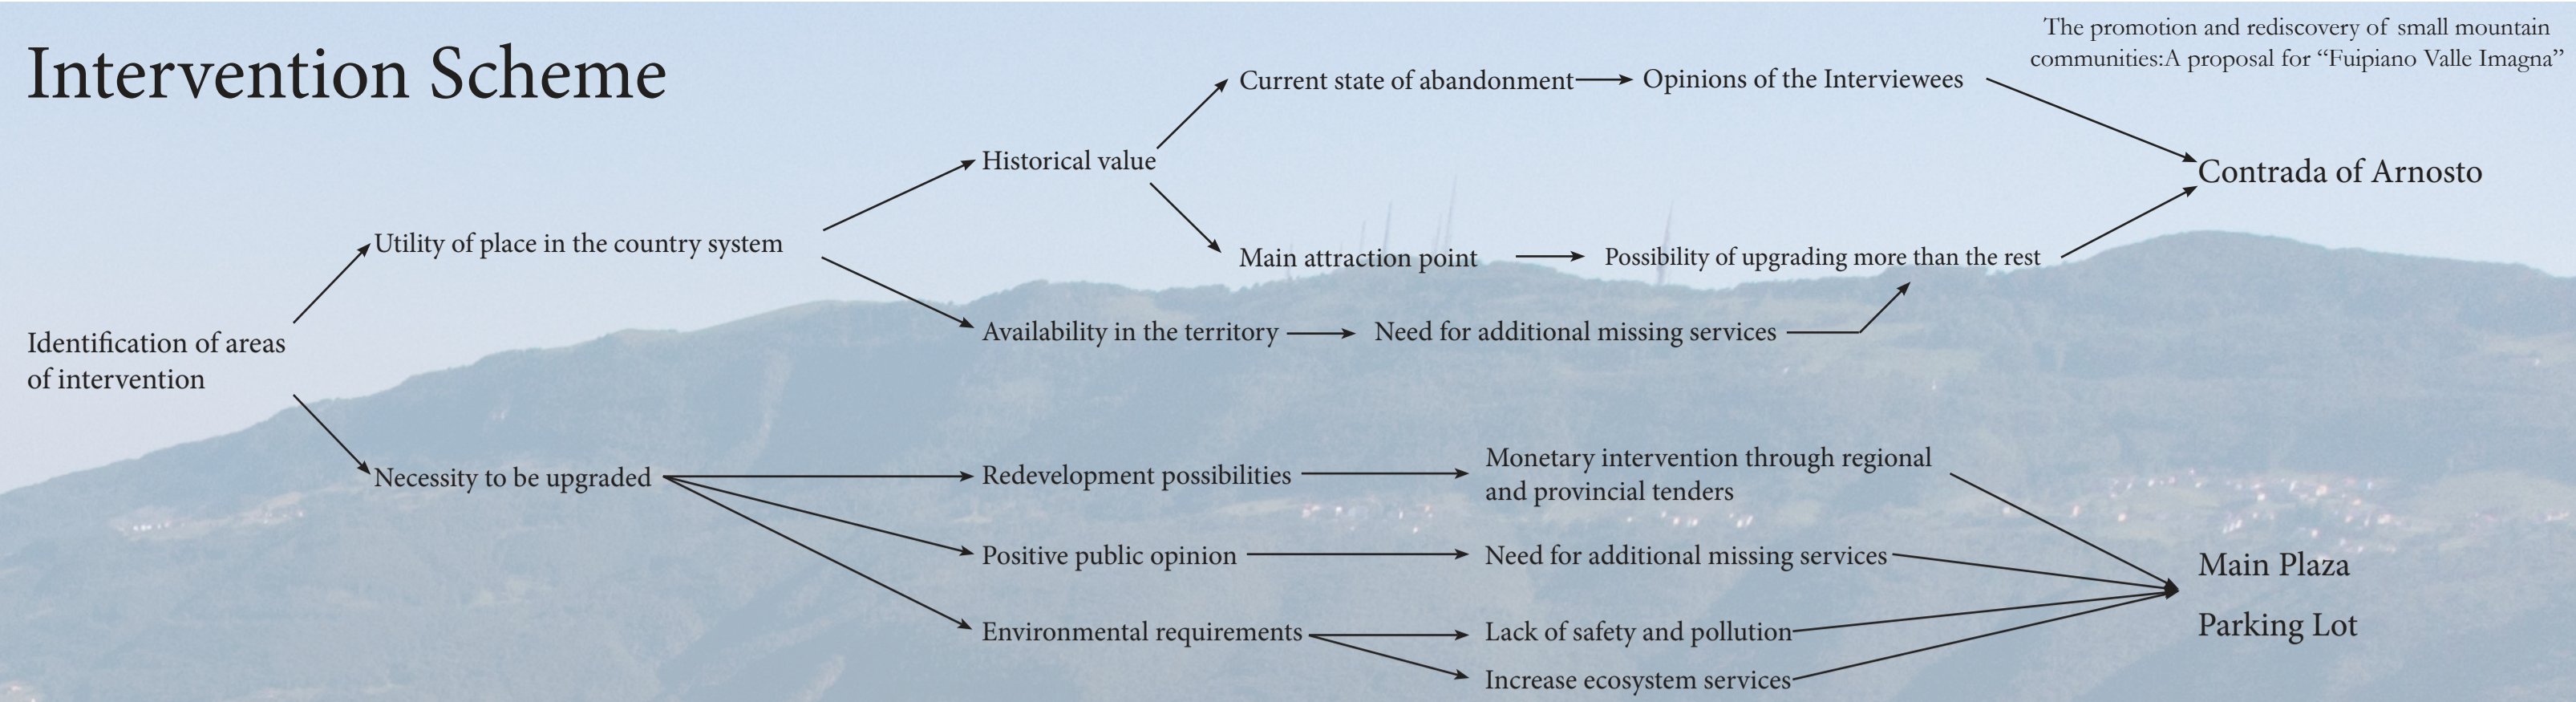 Intervention Scheme
The promotion and rediscovery of small mountain
communities:A proposal for “Fuipiano Valle Imagna”
Identification of areas
of intervention
Utility of place in the country system
Historical value
Current state of abandonment
Opinions of the Interviewees
Main attraction point
Possibility of upgrading more than the rest
Availability in the territory
Need for additional missing services
Contrada of Arnosto
Necessity to be upgraded
Redevelopment possibilities
Monetary intervention through regional
and provincial tenders
Positive public opinion
Need for additional missing services
Environmental requirements
Lack of safety and pollution
Increase ecosystem services
Main Plaza
Parking Lot